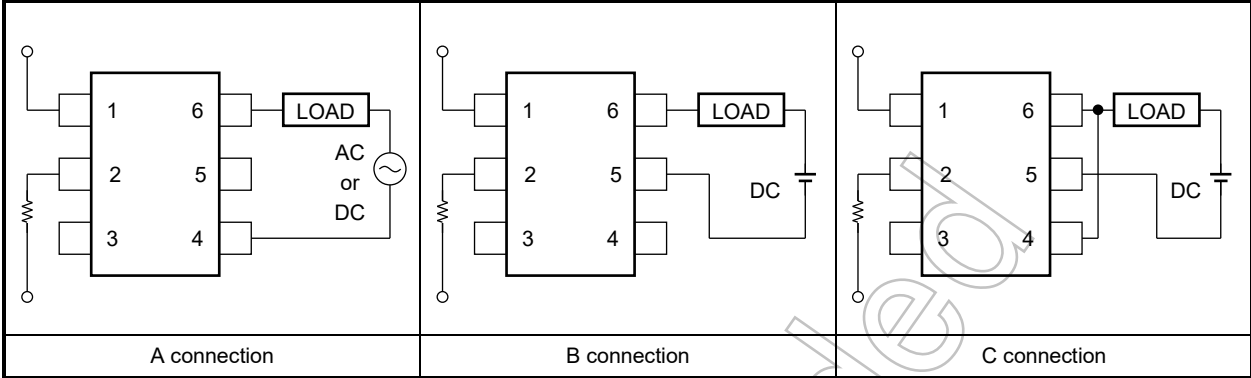 1 6 LOAD
2 5 AC or DC
3 4
A connection
1 6 LOAD
2 5 DC
3 4
B connection
1 6 LOAD
2 5 DC
3 4
C connection
ded